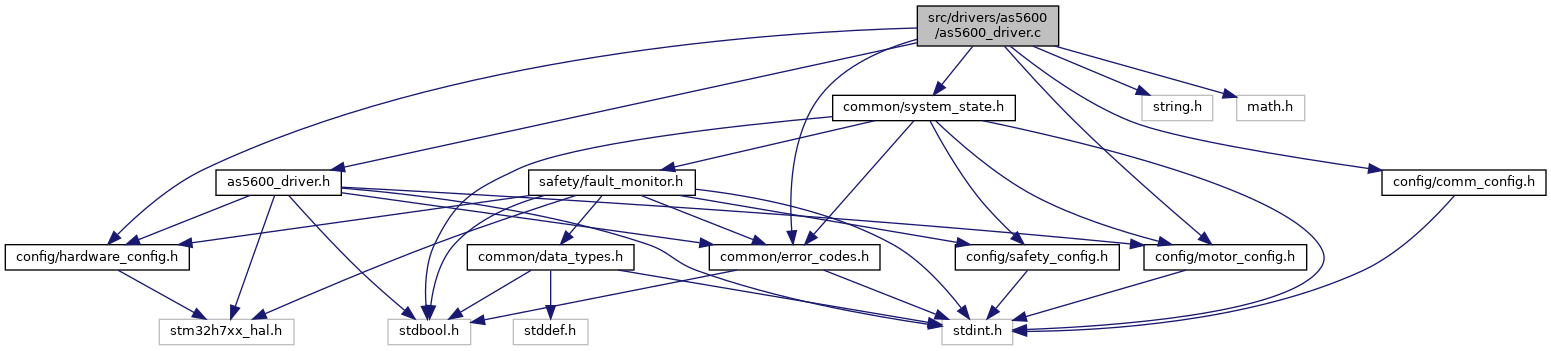 src/drivers/as5600
/as5600_driver.c
common/system_state.h
string.h
math.h
as5600_driver.h
safety/fault_monitor.h
config/comm_config.h
config/hardware_config.h
common/data_types.h
common/error_codes.h
config/safety_config.h
config/motor_config.h
stm32h7xx_hal.h
stdbool.h
stddef.h
stdint.h